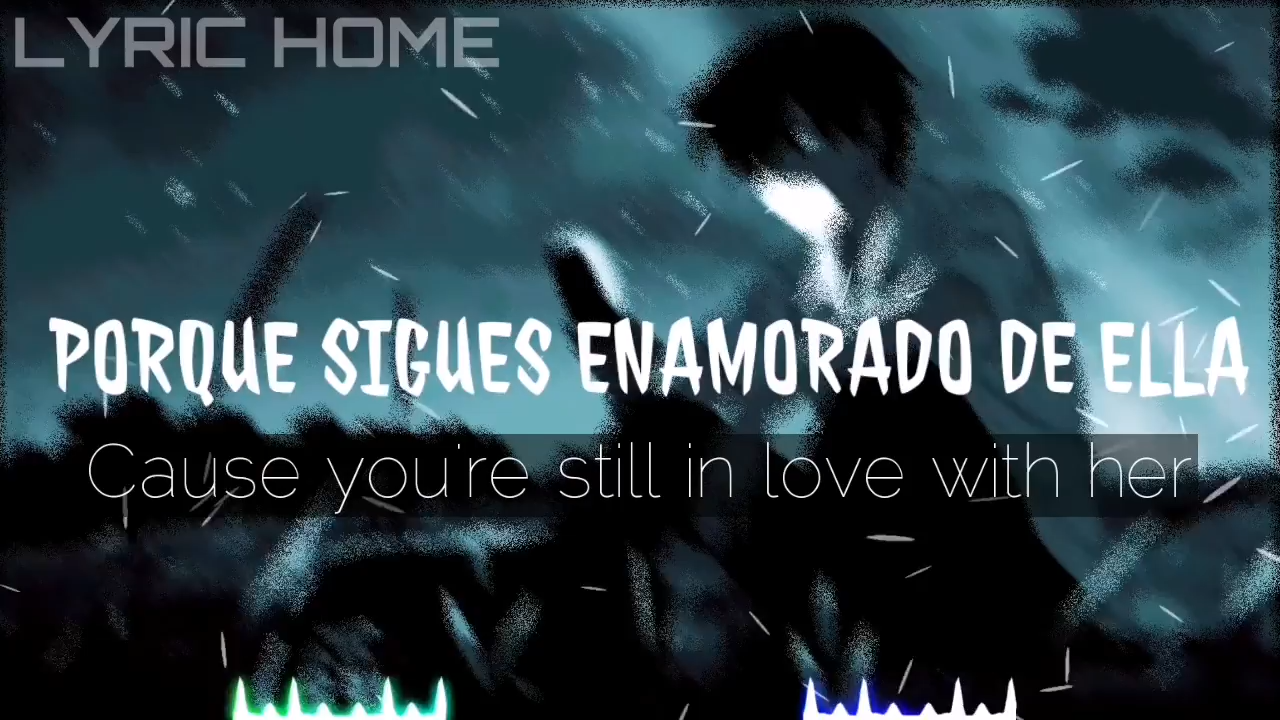 LYRIC HOME
PORQUE SIGUES ENAMORADO DE ELLA
Cause you're still in love with her